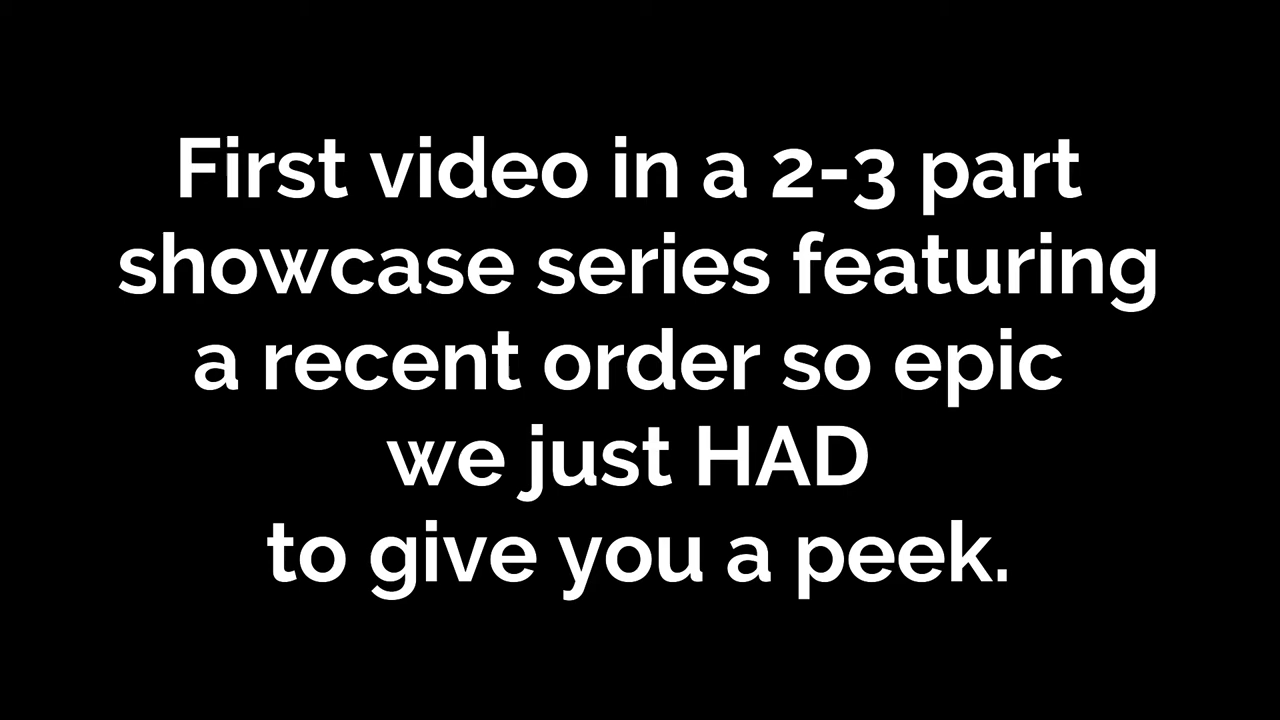 First video in a 2-3 part
showcase series featuring
a recent order so epic
we just HAD
to give you a peek.